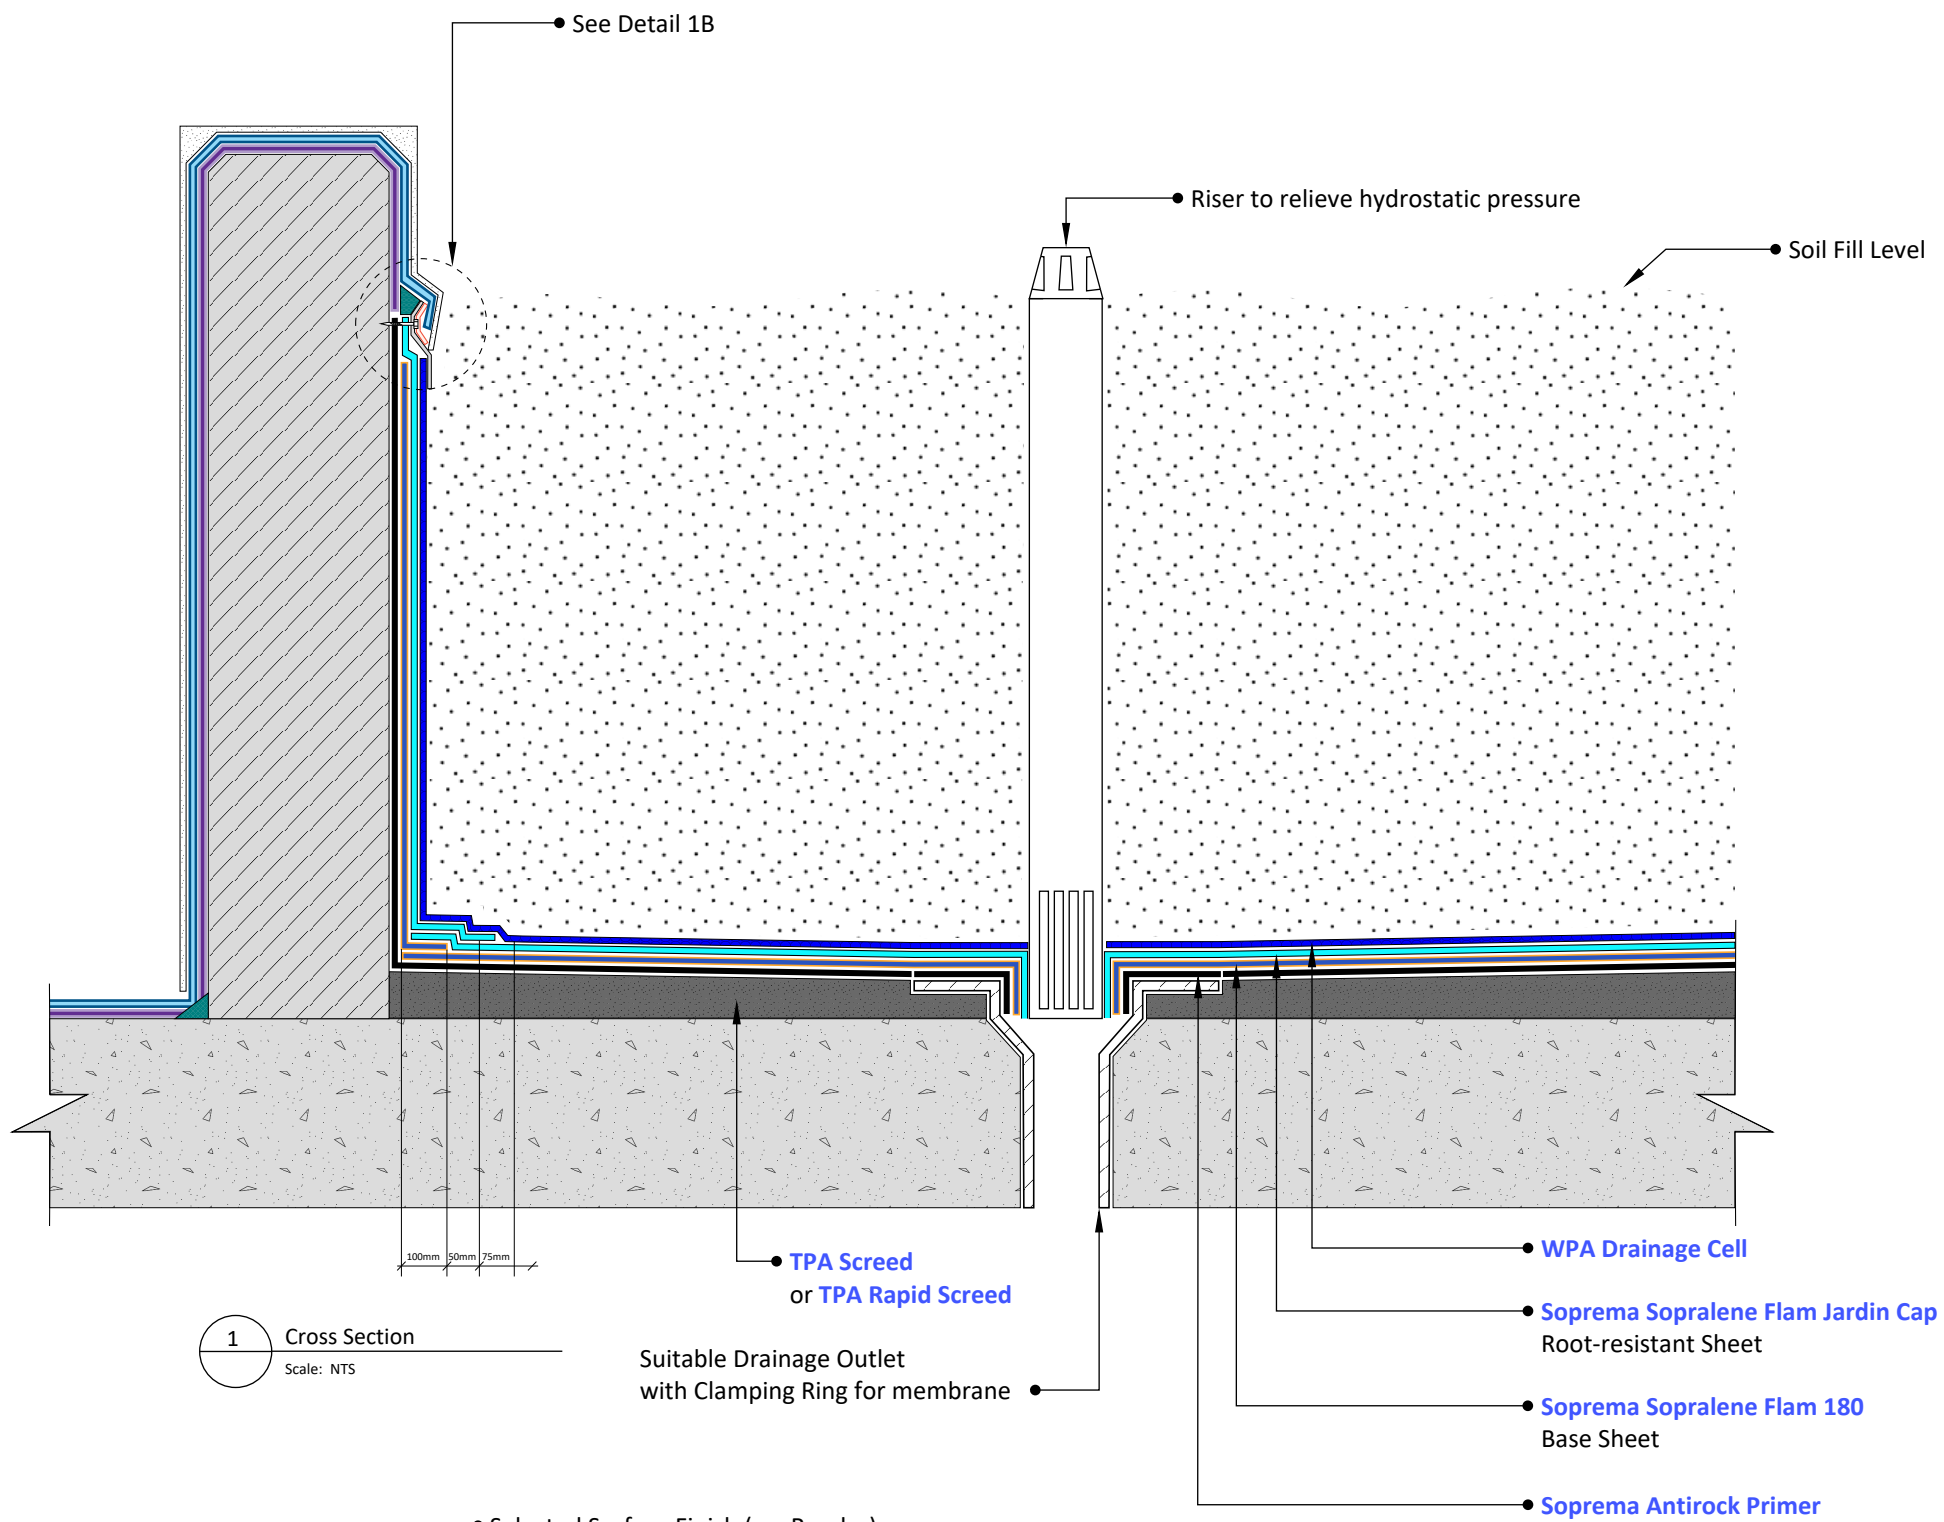 See Detail 1B
Riser to relieve hydrostatic pressure
Soil Fill Level
100mm 50mm 75mm
TPA Screed
or TPA Rapid Screed
WPA Drainage Cell
Soprema Sopralene Flam Jardin Cap
Root-resistant Sheet
1 Cross Section
Scale: NTS
Suitable Drainage Outlet
with Clamping Ring for membrane
Soprema Sopralene Flam 180
Base Sheet
Soprema Antirock Primer